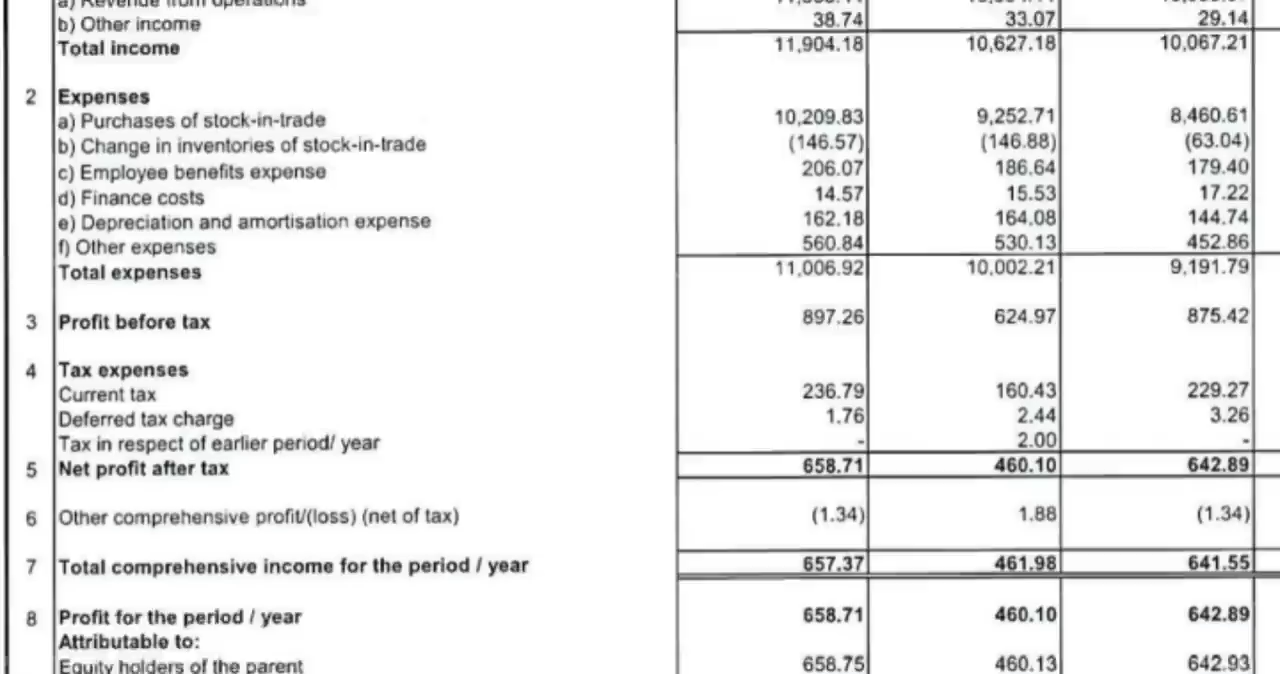 b) Other income 38.74 33.07 29.14
Total income 11,904.18 10,627.18 10,067.21
2 Expenses
a) Purchases of stock-in-trade 10,209.83 9,252.71 8,460.61
b) Change in inventories of stock-in-trade (146.57) (146.88) (63.04)
c) Employee benefits expense 206.07 186.64 179.40
d) Finance costs 14.57 15.53 17.22
e) Depreciation and amortisation expense 162.18 164.08 144.74
f) Other expenses 560.84 530.13 452.86
Total expenses 11,006.92 10,002.21 9,191.79
3 Profit before tax 897.26 624.97 875.42
4 Tax expenses
Current tax 236.79 160.43 229.27
Deferred tax charge 1.76 2.44 3.26
Tax in respect of earlier period/ year - 2.00 -
5 Net profit after tax 658.71 460.10 642.89
6 Other comprehensive profit/(loss) (net of tax) (1.34) 1.88 (1.34)
7 Total comprehensive income for the period / year 657.37 461.98 641.55
8 Profit for the period / year 658.71 460.10 642.89
Attributable to:
Equity holders of the parent 658.75 460.13 642.93